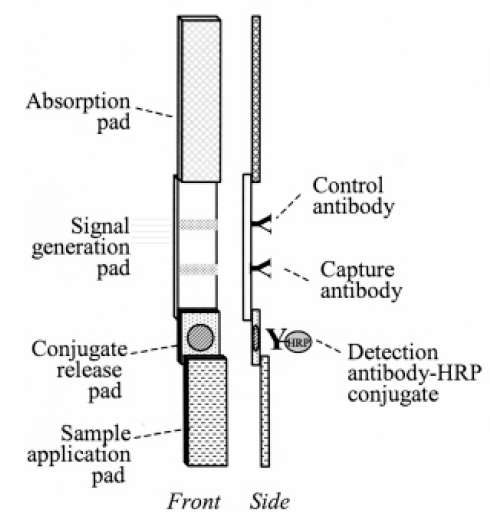 Absorption
pad
Control
antibody
Signal
generation
pad
Capture
antibody
Conjugate
release
pad
HRP
Detection
antibody-HRP
conjugate
Sample
application
pad
Front
Side